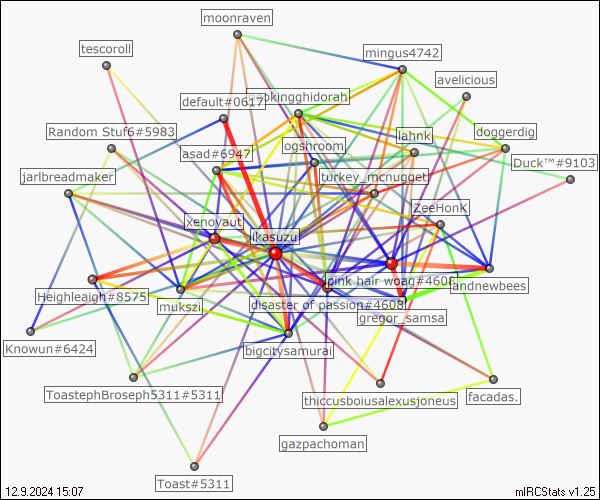 moonraven
tescoroll
mingus4742
avelicious
default#0617
Random Stuf6#5983
ogshroom
lahnk
doggerdig
asad#6947
Duck™#9103
jarlbreadmaker
turkey_mcnugget
xenoyaut
ZeeHonK
ikasuzu
pink hair woag#4608
andnewbees
Heighleaigh#8575
mukszi
disaster of passion#4608
gregor_samsa
Knowun#6424
bigcitysamurai
ToastephBroseph5311#5311
thiccusboiusalexusjoneus
facadas.
gazpachoman
Toast#5311
12.9.2024 15:07
mIRCStats v1.25